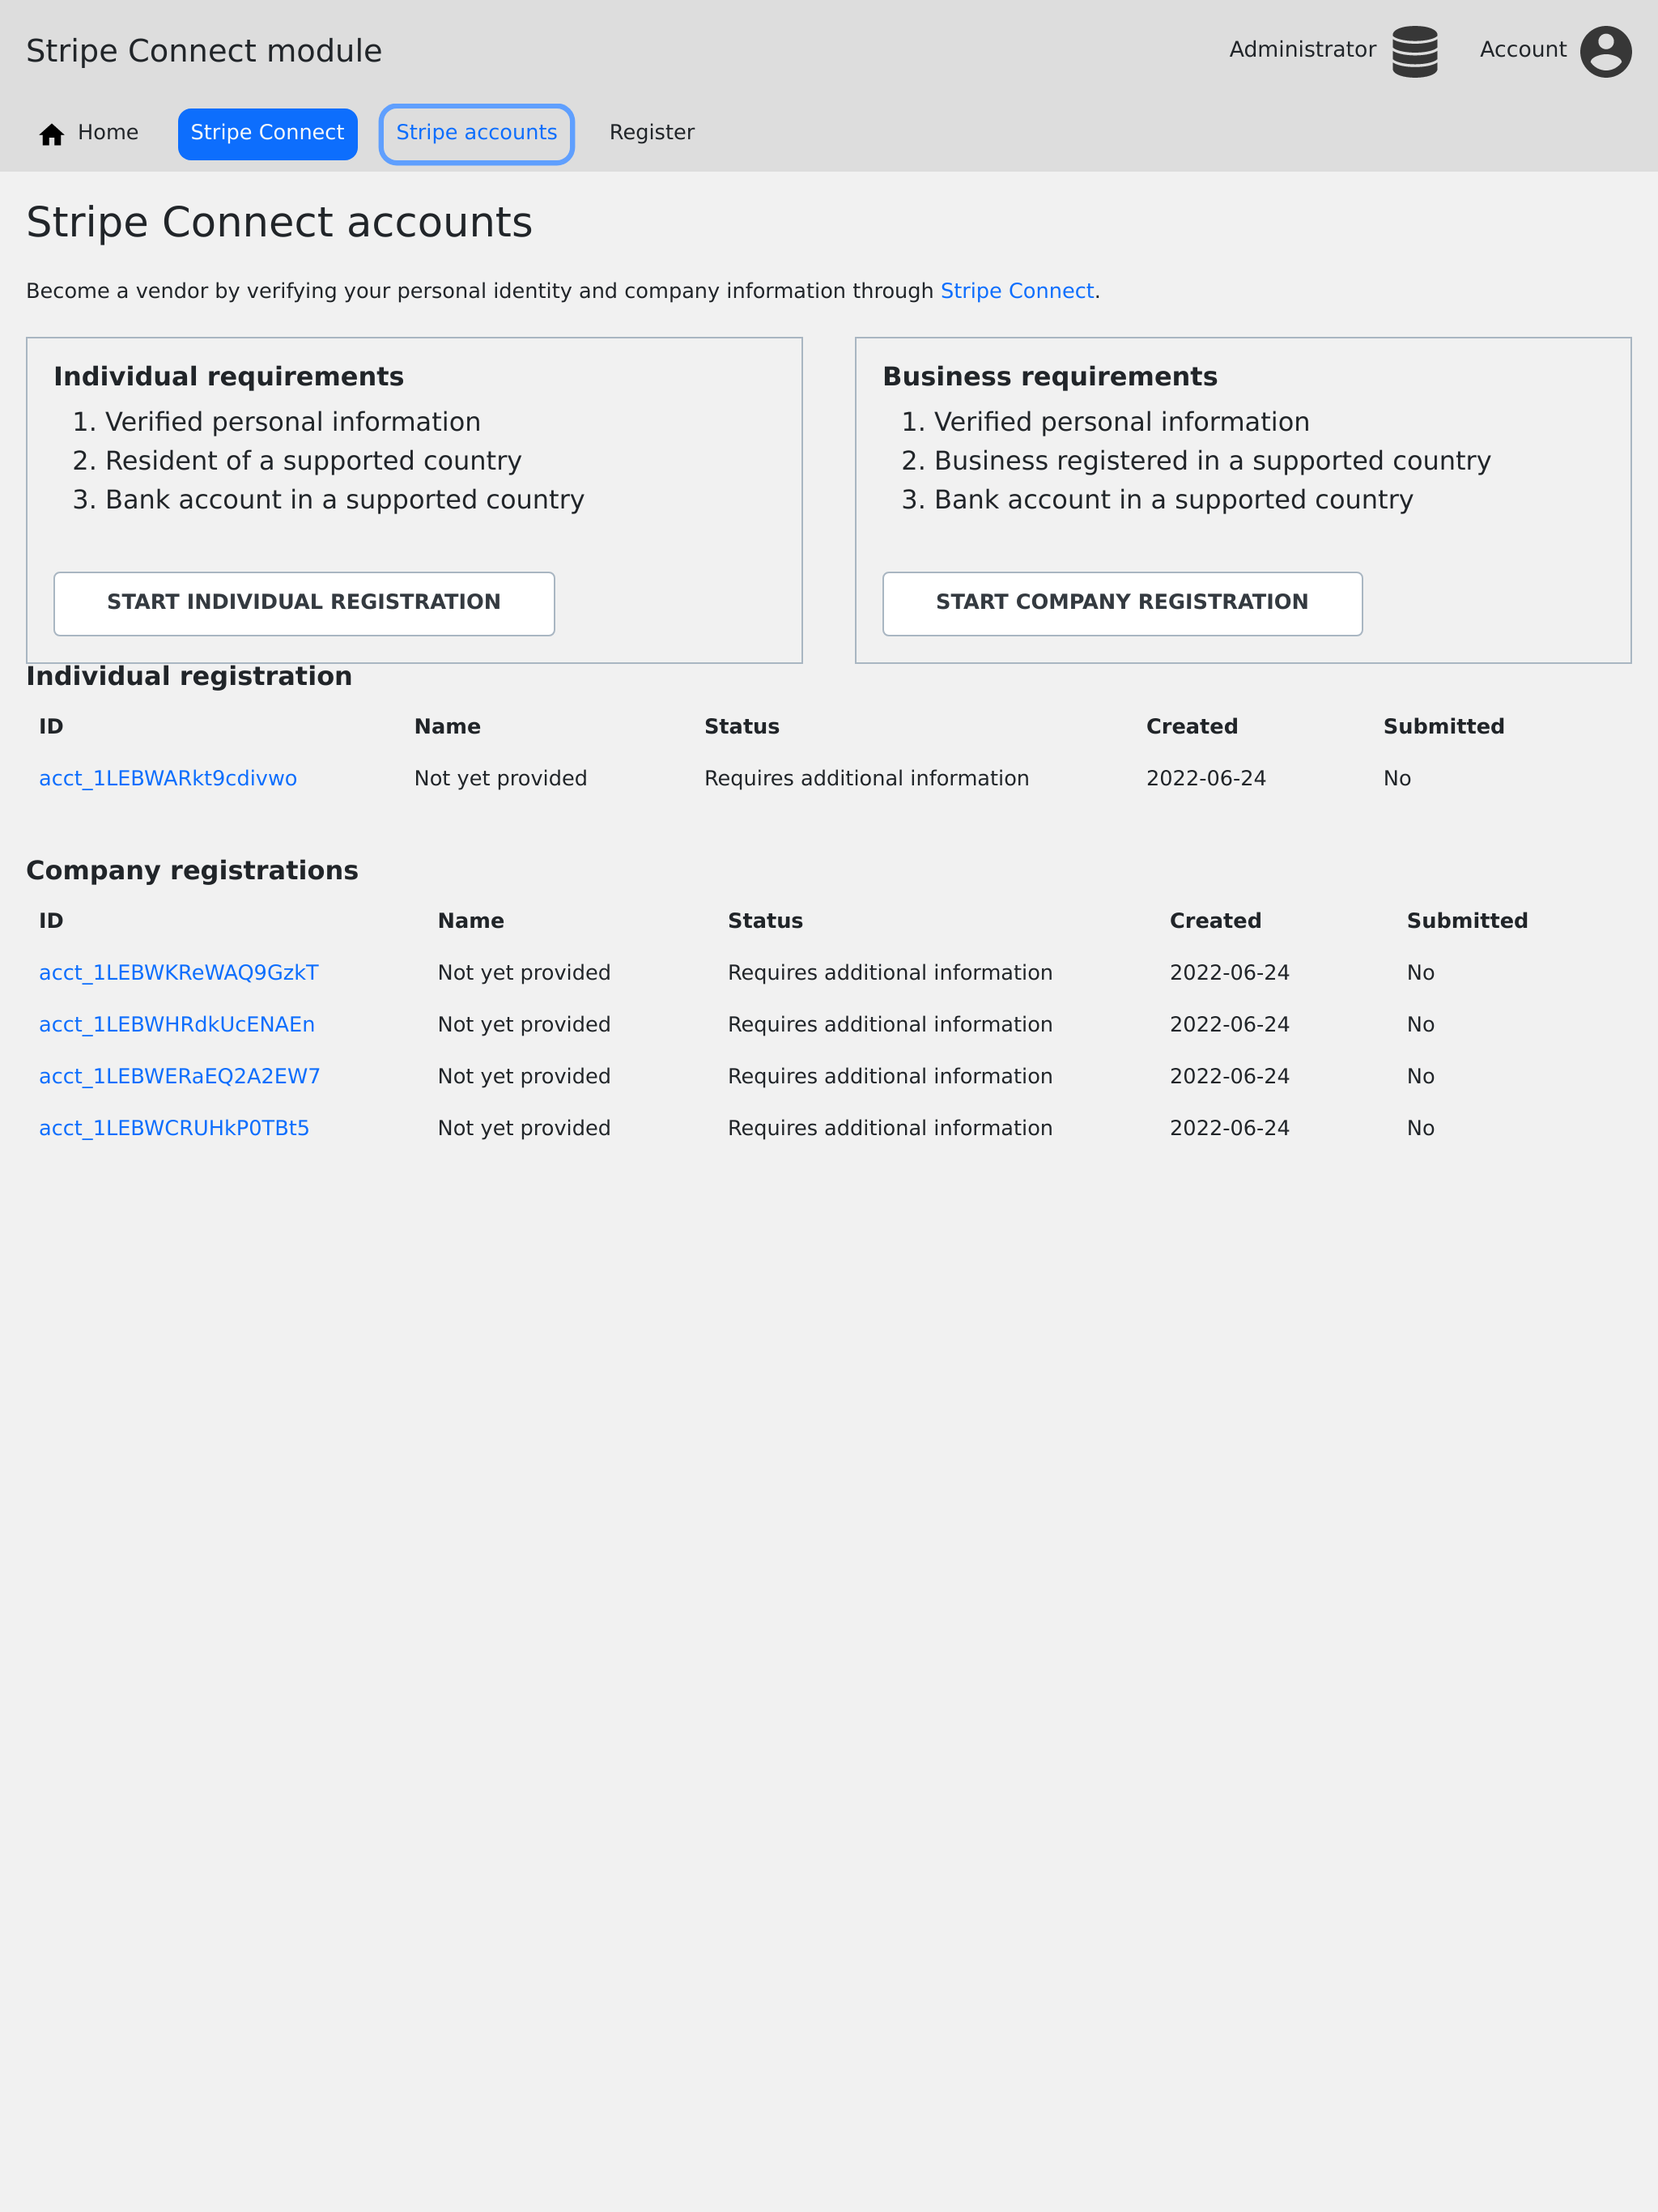 Stripe Connect module
Administrator
Account
Home
Stripe Connect
Stripe accounts
Register
Stripe Connect accounts
Become a vendor by verifying your personal identity and company information through Stripe Connect.
Individual requirements
1. Verified personal information
2. Resident of a supported country
3. Bank account in a supported country
START INDIVIDUAL REGISTRATION
Business requirements
1. Verified personal information
2. Business registered in a supported country
3. Bank account in a supported country
START COMPANY REGISTRATION
Individual registration
ID Name Status Created Submitted
acct_1LEBWARkt9cdivwo Not yet provided Requires additional information 2022-06-24 No
Company registrations
ID Name Status Created Submitted
acct_1LEBWKReWAQ9GzkT Not yet provided Requires additional information 2022-06-24 No
acct_1LEBWHRdkUcENAEn Not yet provided Requires additional information 2022-06-24 No
acct_1LEBWERaEQ2A2EW7 Not yet provided Requires additional information 2022-06-24 No
acct_1LEBWCRUHkP0TBt5 Not yet provided Requires additional information 2022-06-24 No